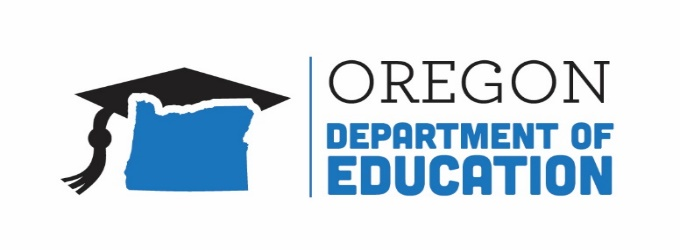 OREGON
DEPARTMENT OF
EDUCATION